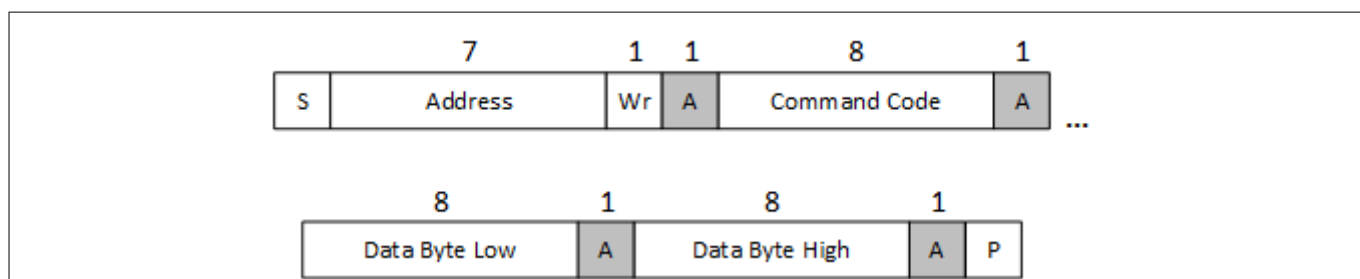 7 1 1 8 1
S Address Wr A Command Code A ...
8 1 8 1
Data Byte Low A Data Byte High A P